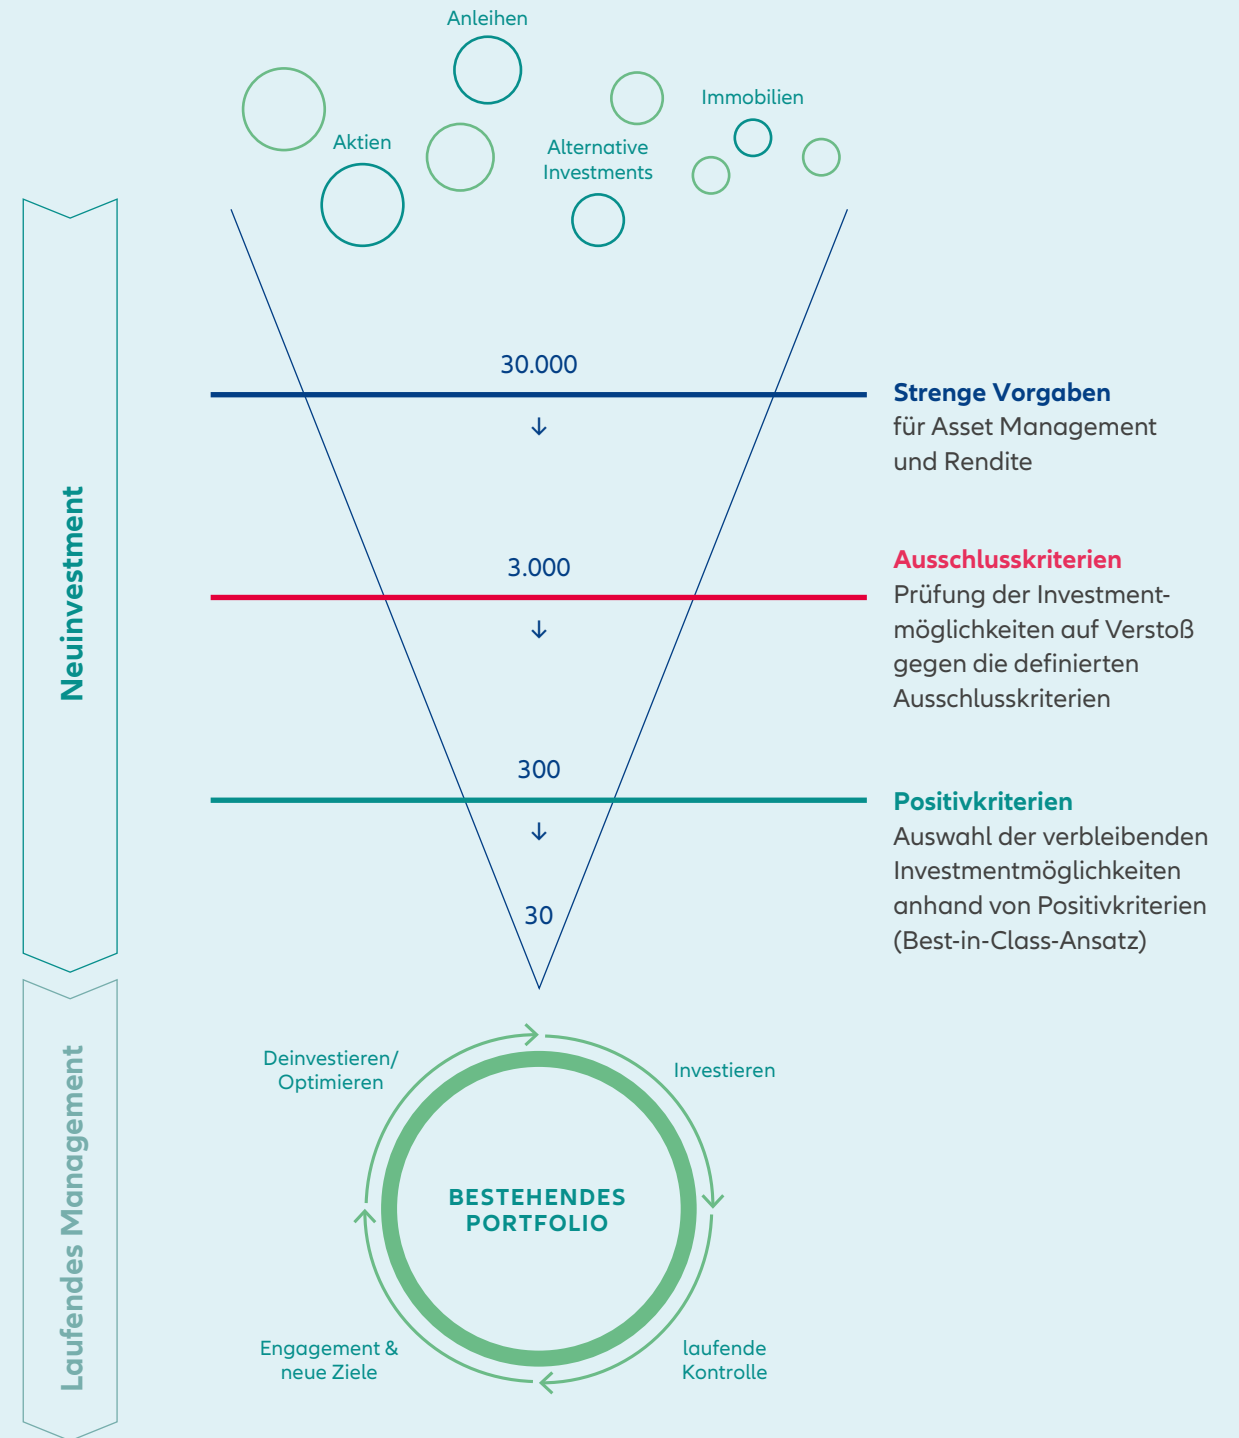 Anleihen
Immobilien
Aktien
Alternative
Investments
Neuinvestment
30.000
Strenge Vorgaben
für Asset Management
und Rendite
3.000
Ausschlusskriterien
Prüfung der Investment-
möglichkeiten auf Verstoß
gegen die definierten
Ausschlusskriterien
300
Positivkriterien
Auswahl der verbleibenden
Investmentmöglichkeiten
anhand von Positivkriterien
(Best-in-Class-Ansatz)
30
Laufendes Management
Deinvestieren/
Optimieren
Investieren
BESTEHENDES
PORTFOLIO
Engagement &
neue Ziele
laufende
Kontrolle